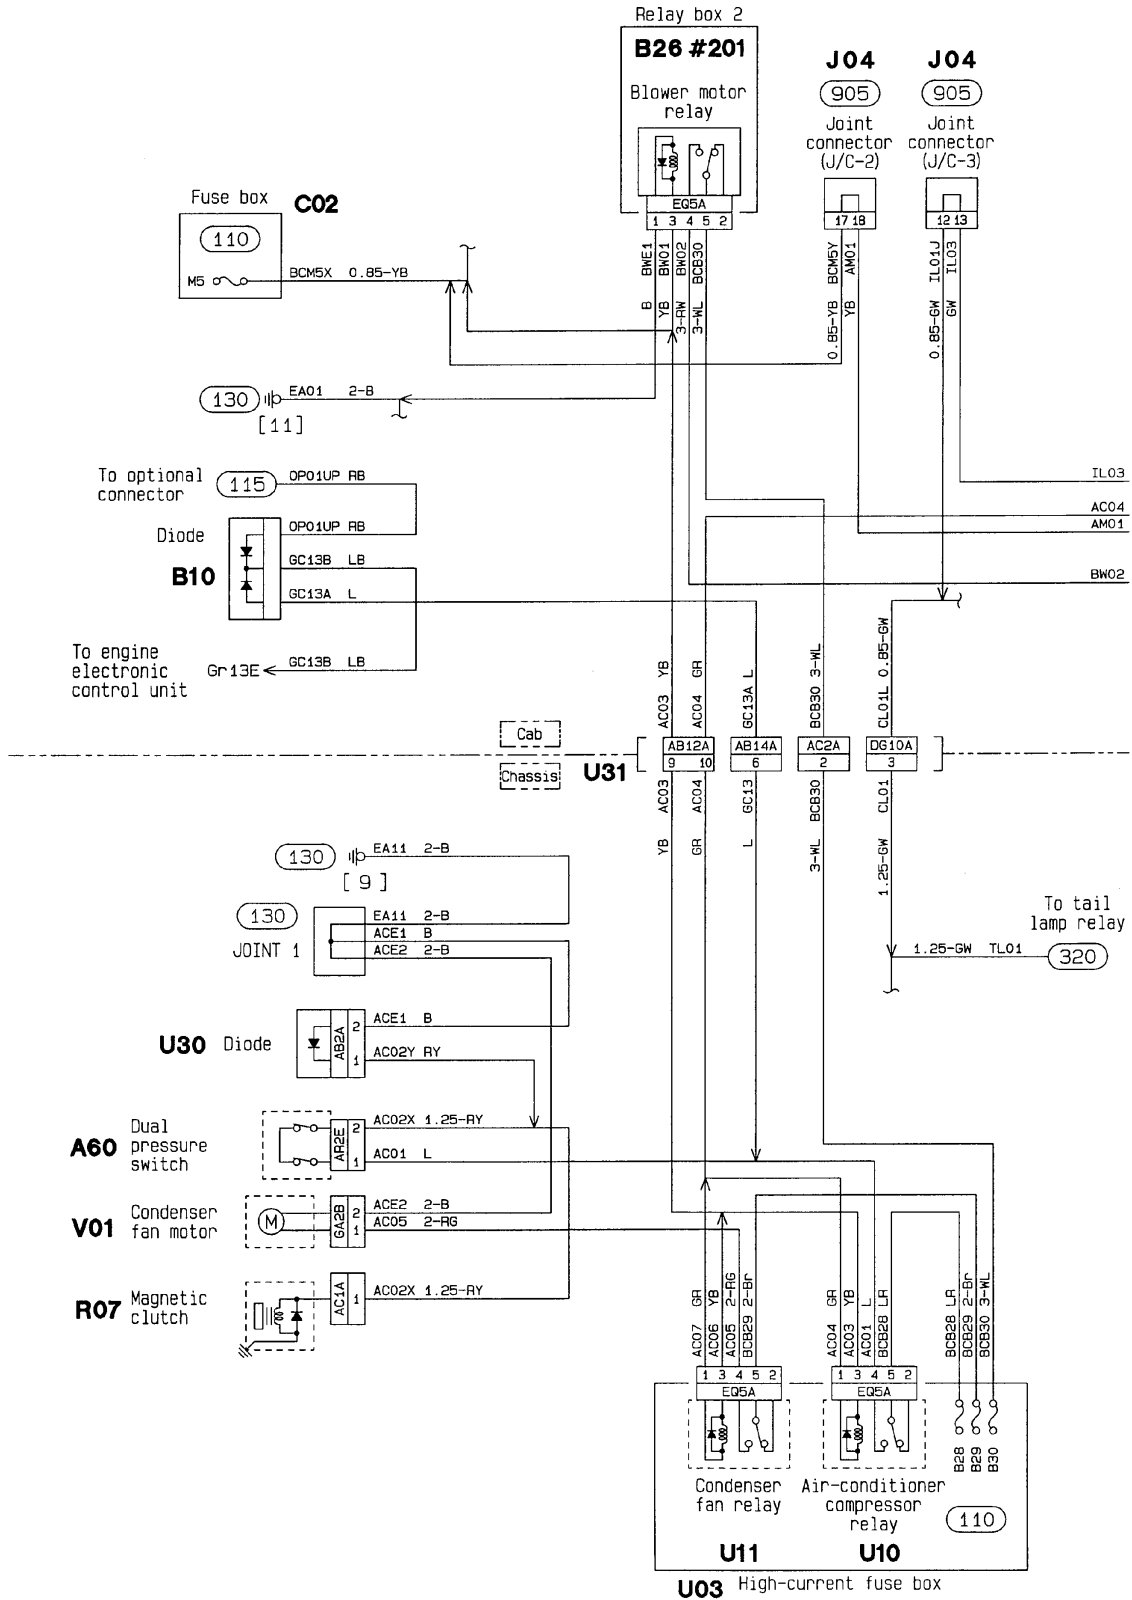 Relay box 2
B26 #201
Blower motor
relay
EQ5A
1 3 4 5 2
J04
905
Joint
connector
(J/C-2)
17 18
J04
905
Joint
connector
(J/C-3)
12 13
Fuse box
C02
110
M5
BCM5X 0.85-YB
B BWE1
YB BW01
3-RW BW02
3-WL BCB30
0.85-YB BCM5Y
YB AM01
0.85-GW IL01J
GW IL03
130
EA01 2-B
[11]
To optional
connector
115
OP01UP RB
Diode
B10
OP01UP RB
GC13B LB
GC13A L
To engine
electronic
control unit
Gr13E
GC13B LB
IL03
AC04
AM01
BW02
AC03 YB
AC04 GR
GC13A L
BCB30 3-WL
CL01L 0.85-GW
Cab
Chassis
U31
AB12A
9 10
AB14A
6
AC2A
2
DG10A
3
YB AC03
GR AC04
L GC13
3-WL BCB30
1.25-GW CL01
130
EA11 2-B
[ 9 ]
130
JOINT 1
EA11 2-B
ACE1 B
ACE2 2-B
To tail
lamp relay
1.25-GW TL01
320
U30
Diode
AB2A
2
1
ACE1 B
AC02Y RY
A60
Dual
pressure
switch
AR2E
2
1
AC02X 1.25-RY
AC01 L
V01
Condenser
fan motor
M
GA2B
2
1
ACE2 2-B
AC05 2-RG
R07
Magnetic
clutch
AC1A
1
AC02X 1.25-RY
AC07 GR
AC06 YB
AC05 2-RG
BCB29 2-Br
AC04 GR
AC03 YB
AC01 L
BCB28 LR
BCB28 LR
BCB29 2-Br
BCB30 3-WL
1 3 4 5 2
EQ5A
1 3 4 5 2
EQ5A
B28
B29
B30
Condenser
fan relay
U11
Air-conditioner
compressor
relay
U10
110
U03
High-current fuse box